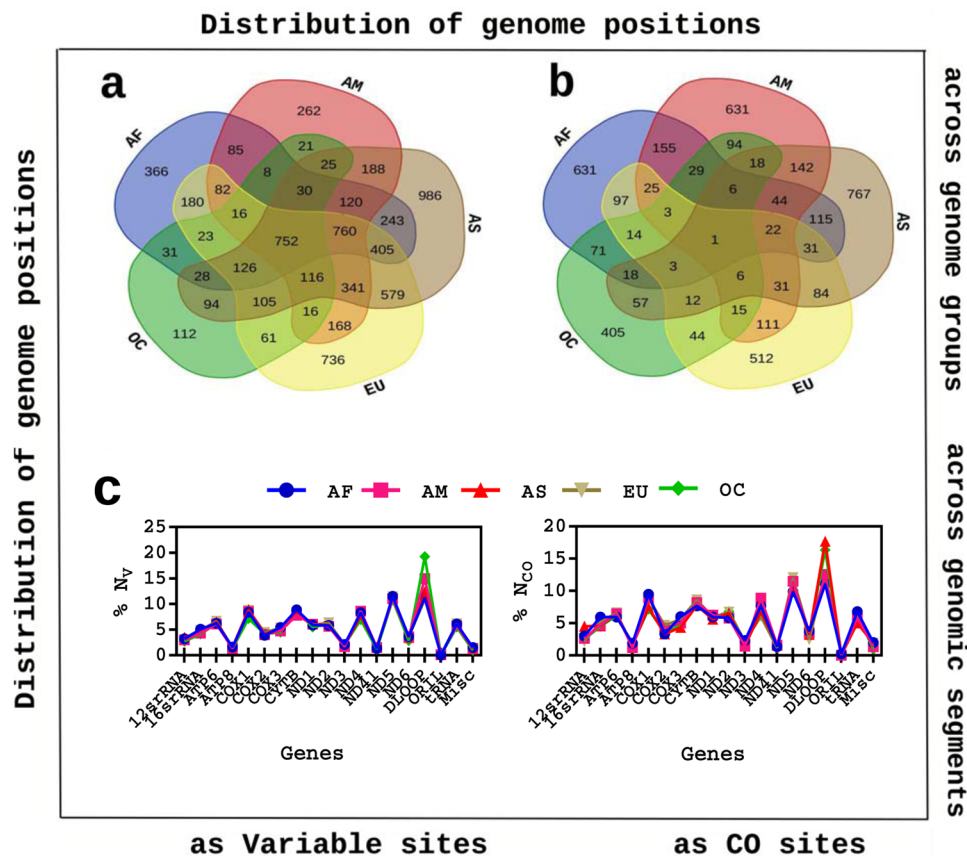 Distribution of genome positions
Distribution of genome positions
across genome groups
across genomic segments
a
AM
AF
AS
OC
EU
262
366
85
21
8
25
188
986
180
82
30
120
243
16
23
752
760
405
31
28
126
116
341
579
94
105
16
168
112
61
736
b
AM
AF
AS
OC
EU
631
631
155
94
29
18
142
767
97
25
6
44
115
3
14
1
22
31
71
18
3
6
31
84
57
12
15
111
405
44
512
c
AF AM AS EU OC
% NV
25
20
15
10
5
0
12srRNA
16srRNA
ATP6
ATP8
COX1
COX2
COX3
CYTB
ND1
ND2
ND3
ND4
ND4l
ND5
ND6
DLOOP
ORIL
tRNA
Misc
Genes
% NCO
20
15
10
5
0
12srRNA
16srRNA
ATP6
ATP8
COX1
COX2
COX3
CYTB
ND1
ND2
ND3
ND4
ND4l
ND5
ND6
DLOOP
ORIL
tRNA
Misc
Genes
as Variable sites
as CO sites